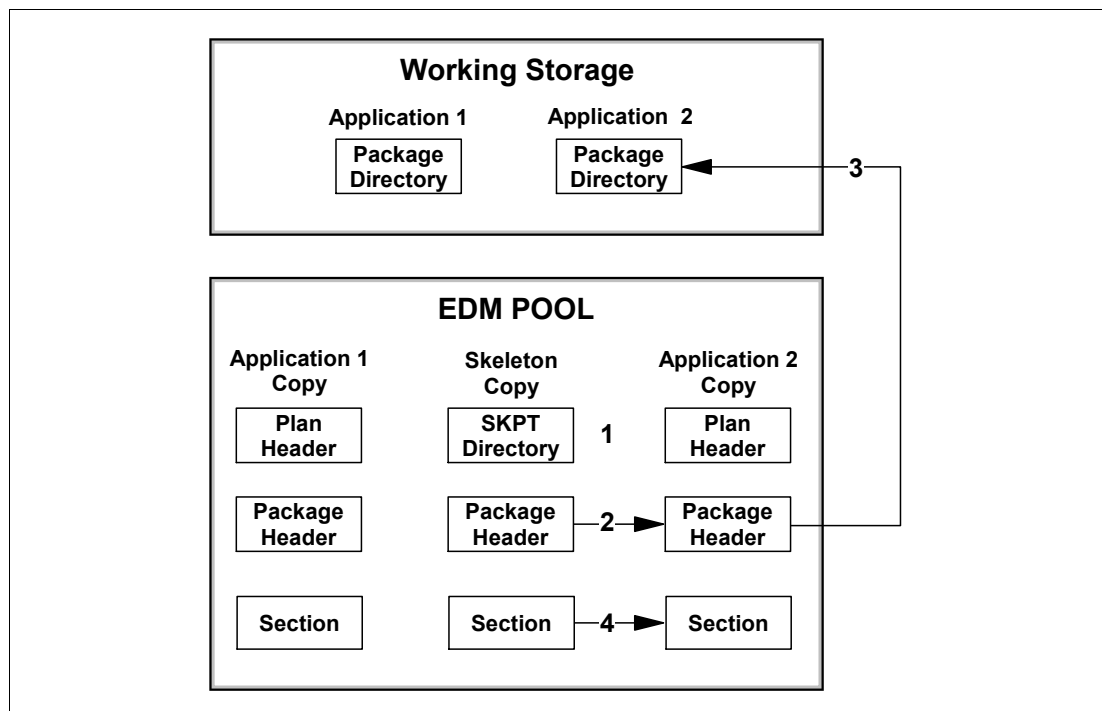 Working Storage
Application 1
Application 2
Package
Directory
Package
Directory
3
EDM POOL
Application 1
Copy
Skeleton
Copy
Application 2
Copy
Plan
Header
SKPT
Directory
1
Plan
Header
Package
Header
Package
Header
2
Package
Header
Section
Section
4
Section